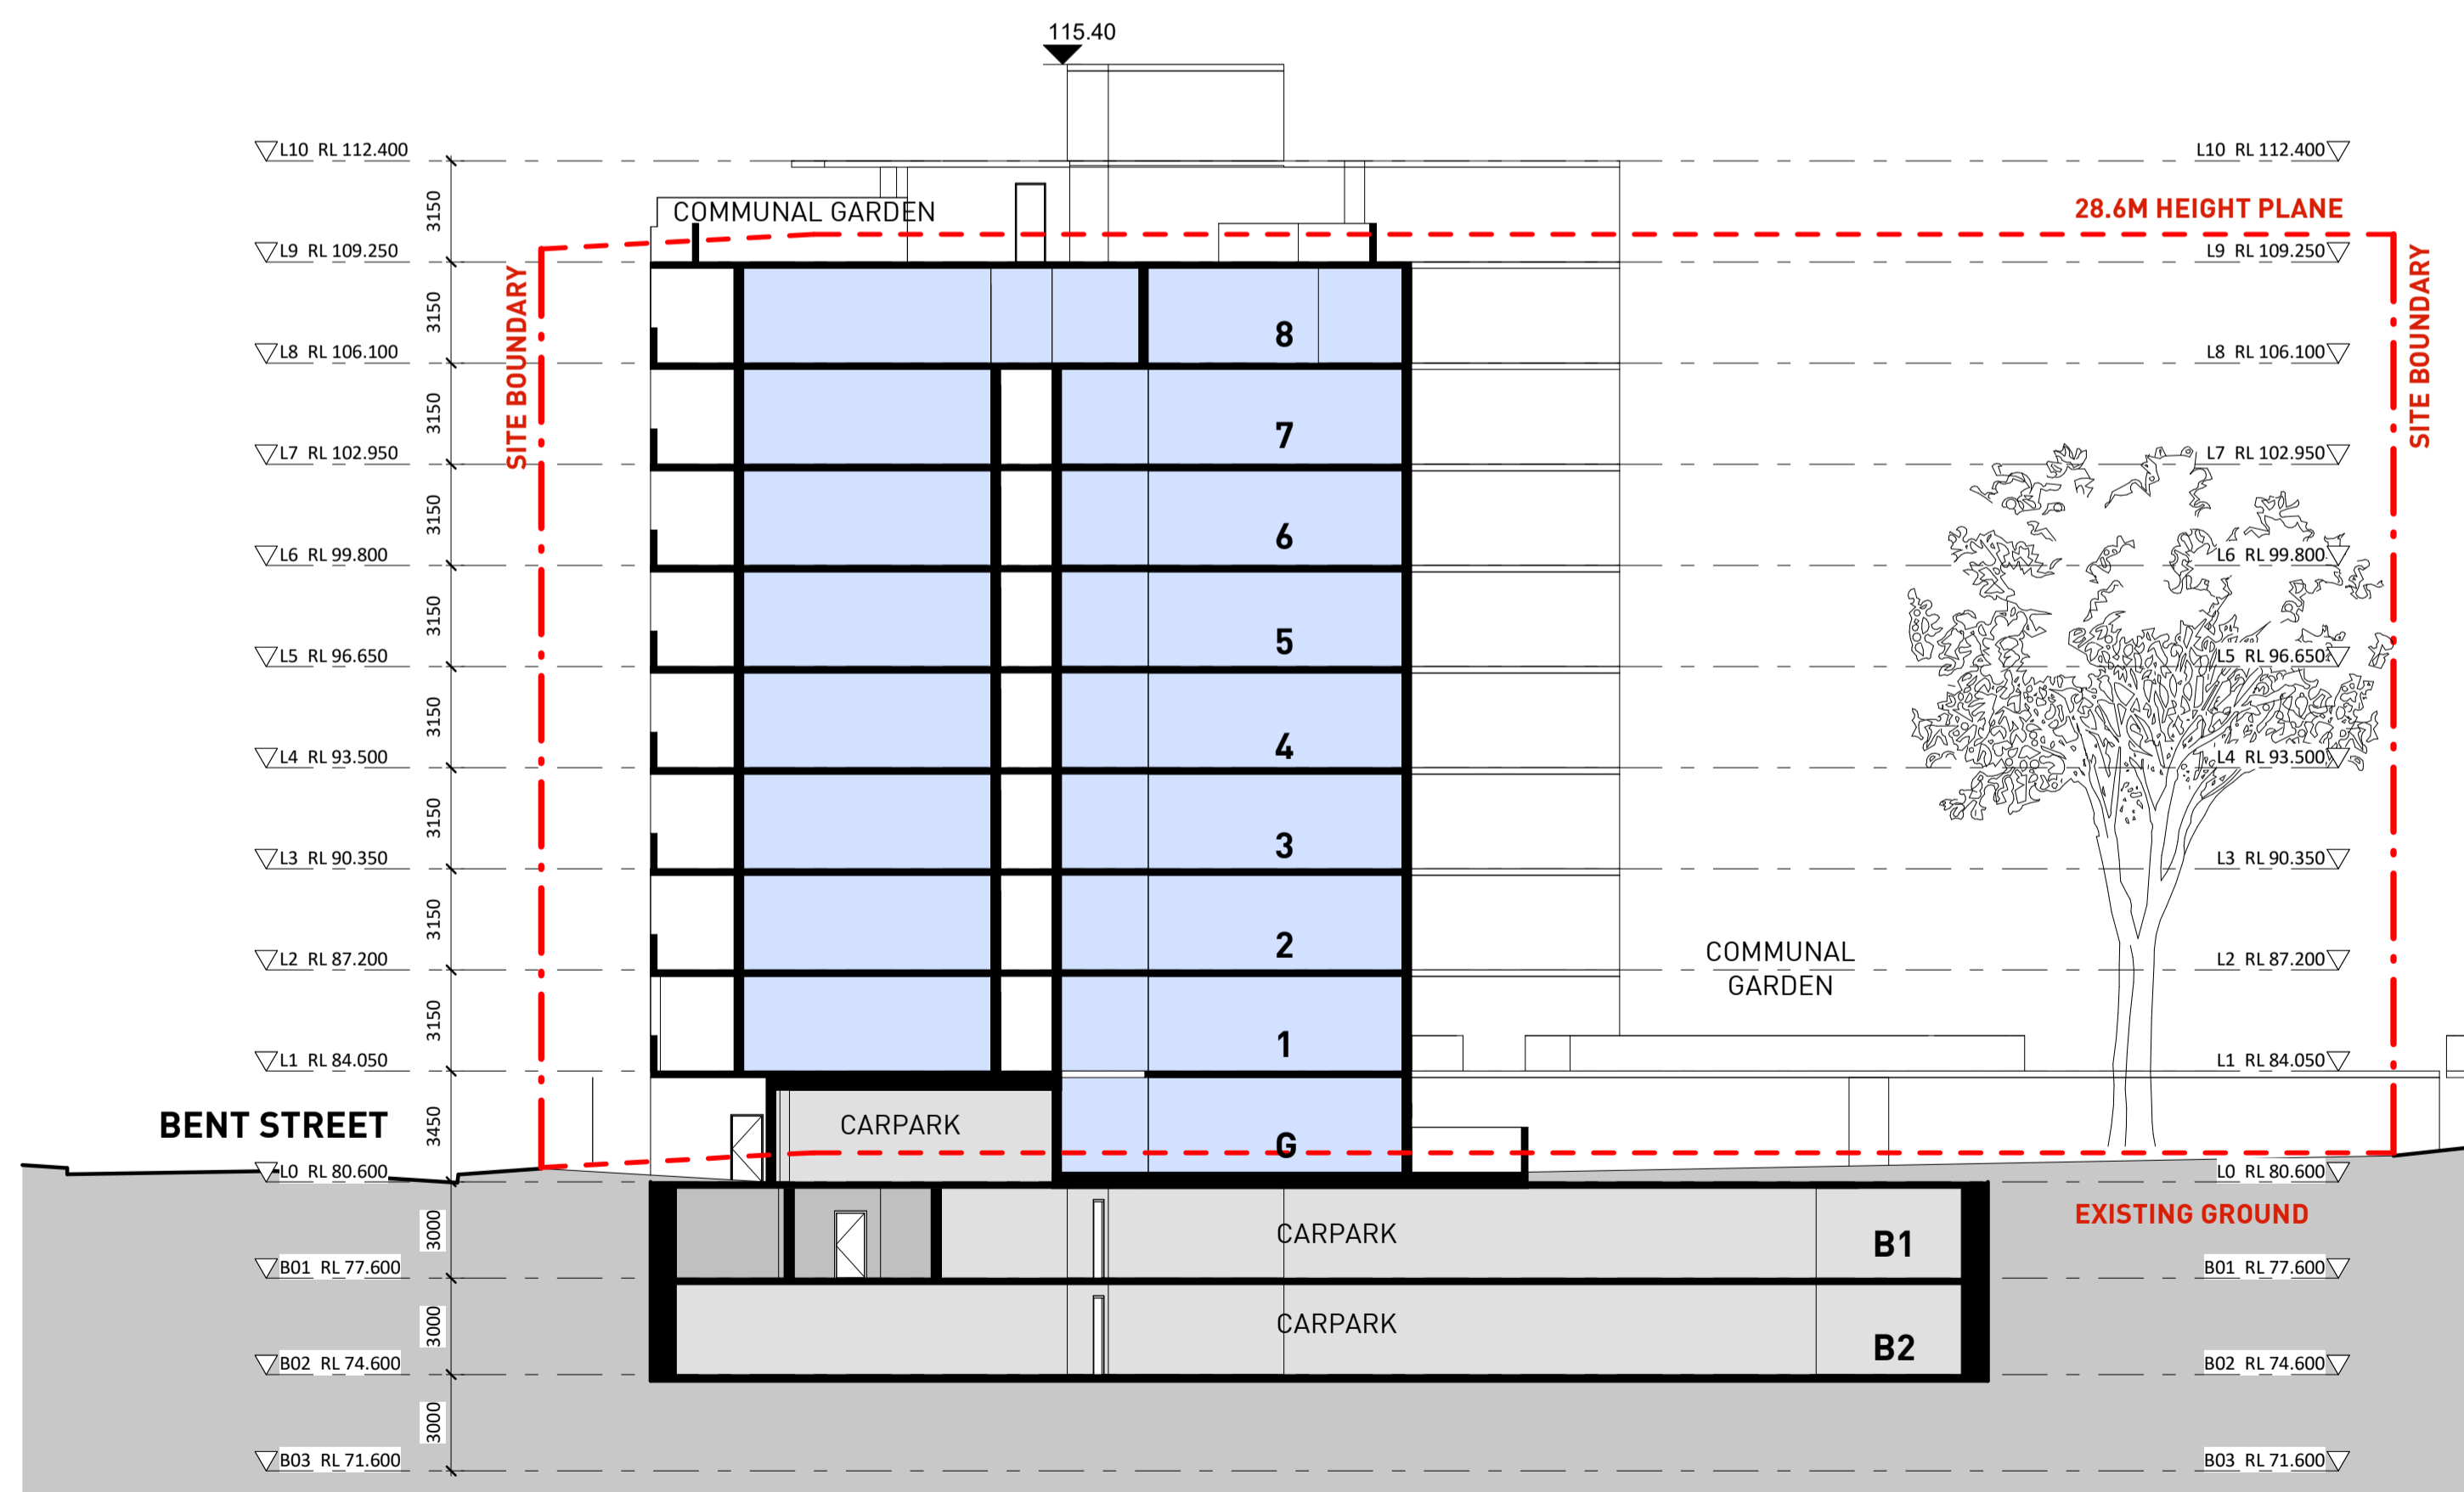 115.40
L10 RL 112.400
L10 RL 112.400
3150
COMMUNAL GARDEN
28.6M HEIGHT PLANE
L9 RL 109.250
L9 RL 109.250
SITE BOUNDARY
SITE BOUNDARY
3150
8
L8 RL 106.100
L8 RL 106.100
3150
7
L7 RL 102.950
L7 RL 102.950
3150
6
L6 RL 99.800
L6 RL 99.800
3150
5
L5 RL 96.650
L5 RL 96.650
3150
4
L4 RL 93.500
L4 RL 93.500
3150
3
L3 RL 90.350
L3 RL 90.350
3150
2
COMMUNAL
GARDEN
L2 RL 87.200
L2 RL 87.200
3150
1
L1 RL 84.050
L1 RL 84.050
BENT STREET
3450
CARPARK
G
L0 RL 80.600
L0 RL 80.600
EXISTING GROUND
3000
CARPARK
B1
B01 RL 77.600
B01 RL 77.600
3000
CARPARK
B2
B02 RL 74.600
B02 RL 74.600
3000
B03 RL 71.600
B03 RL 71.600